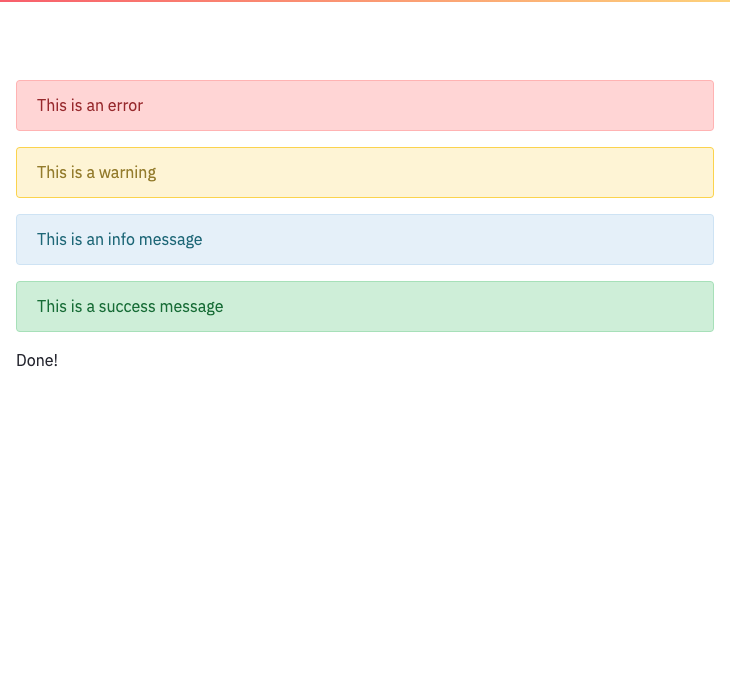 This is an error
This is a warning
This is an info message
This is a success message
Done!